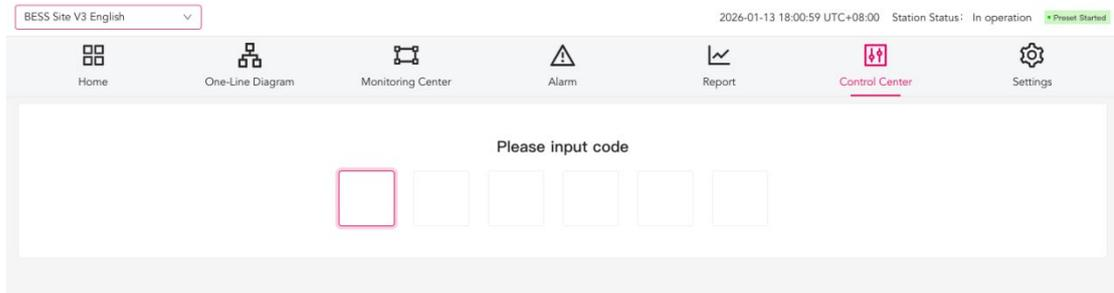 BESS Site V3 English
2026-01-13 18:00:59 UTC+08:00 Station Status: In operation • Preset Started
Home One-Line Diagram Monitoring Center Alarm Report Control Center Settings
Please input code